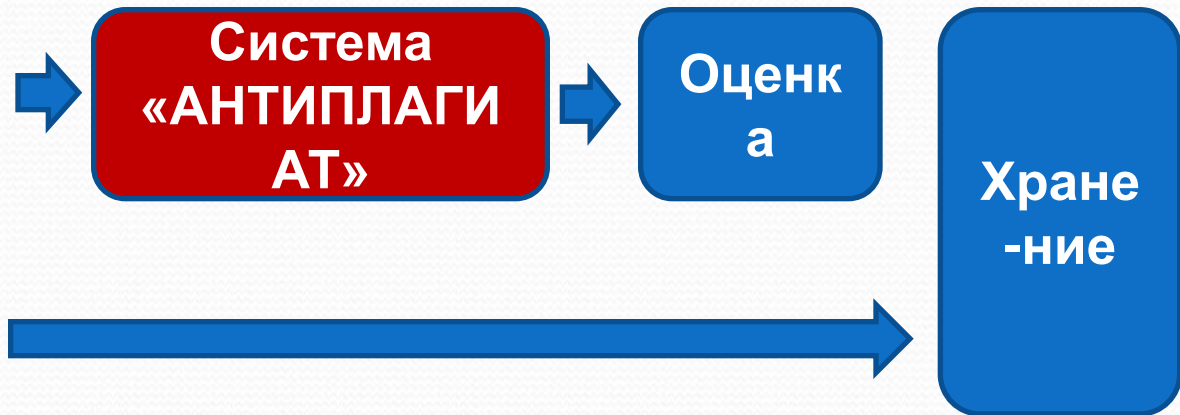 Система
«АНТИПЛАГИ
АТ»
Оценк
а
Хране
-ние